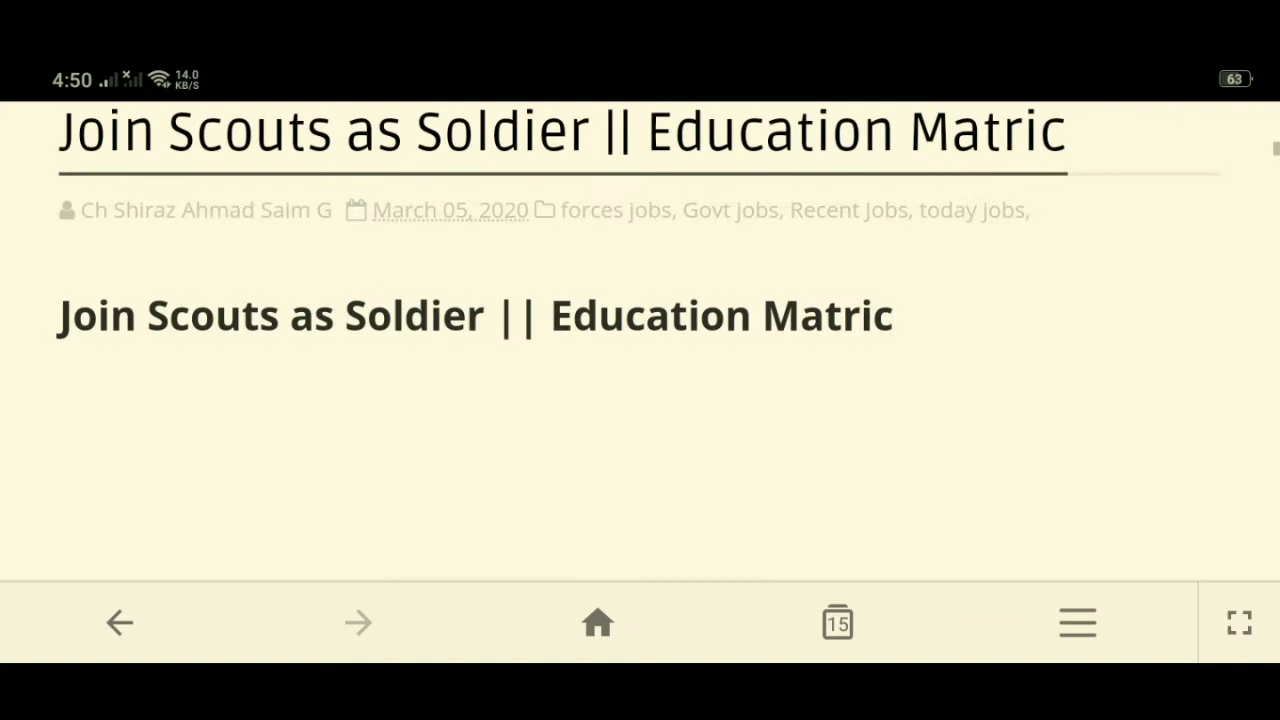 4:50 14.0 KB/S 63
Join Scouts as Soldier || Education Matric
Ch Shiraz Ahmad Saim G March 05, 2020 forces jobs, Govt jobs, Recent Jobs, today jobs,
Join Scouts as Soldier || Education Matric
15